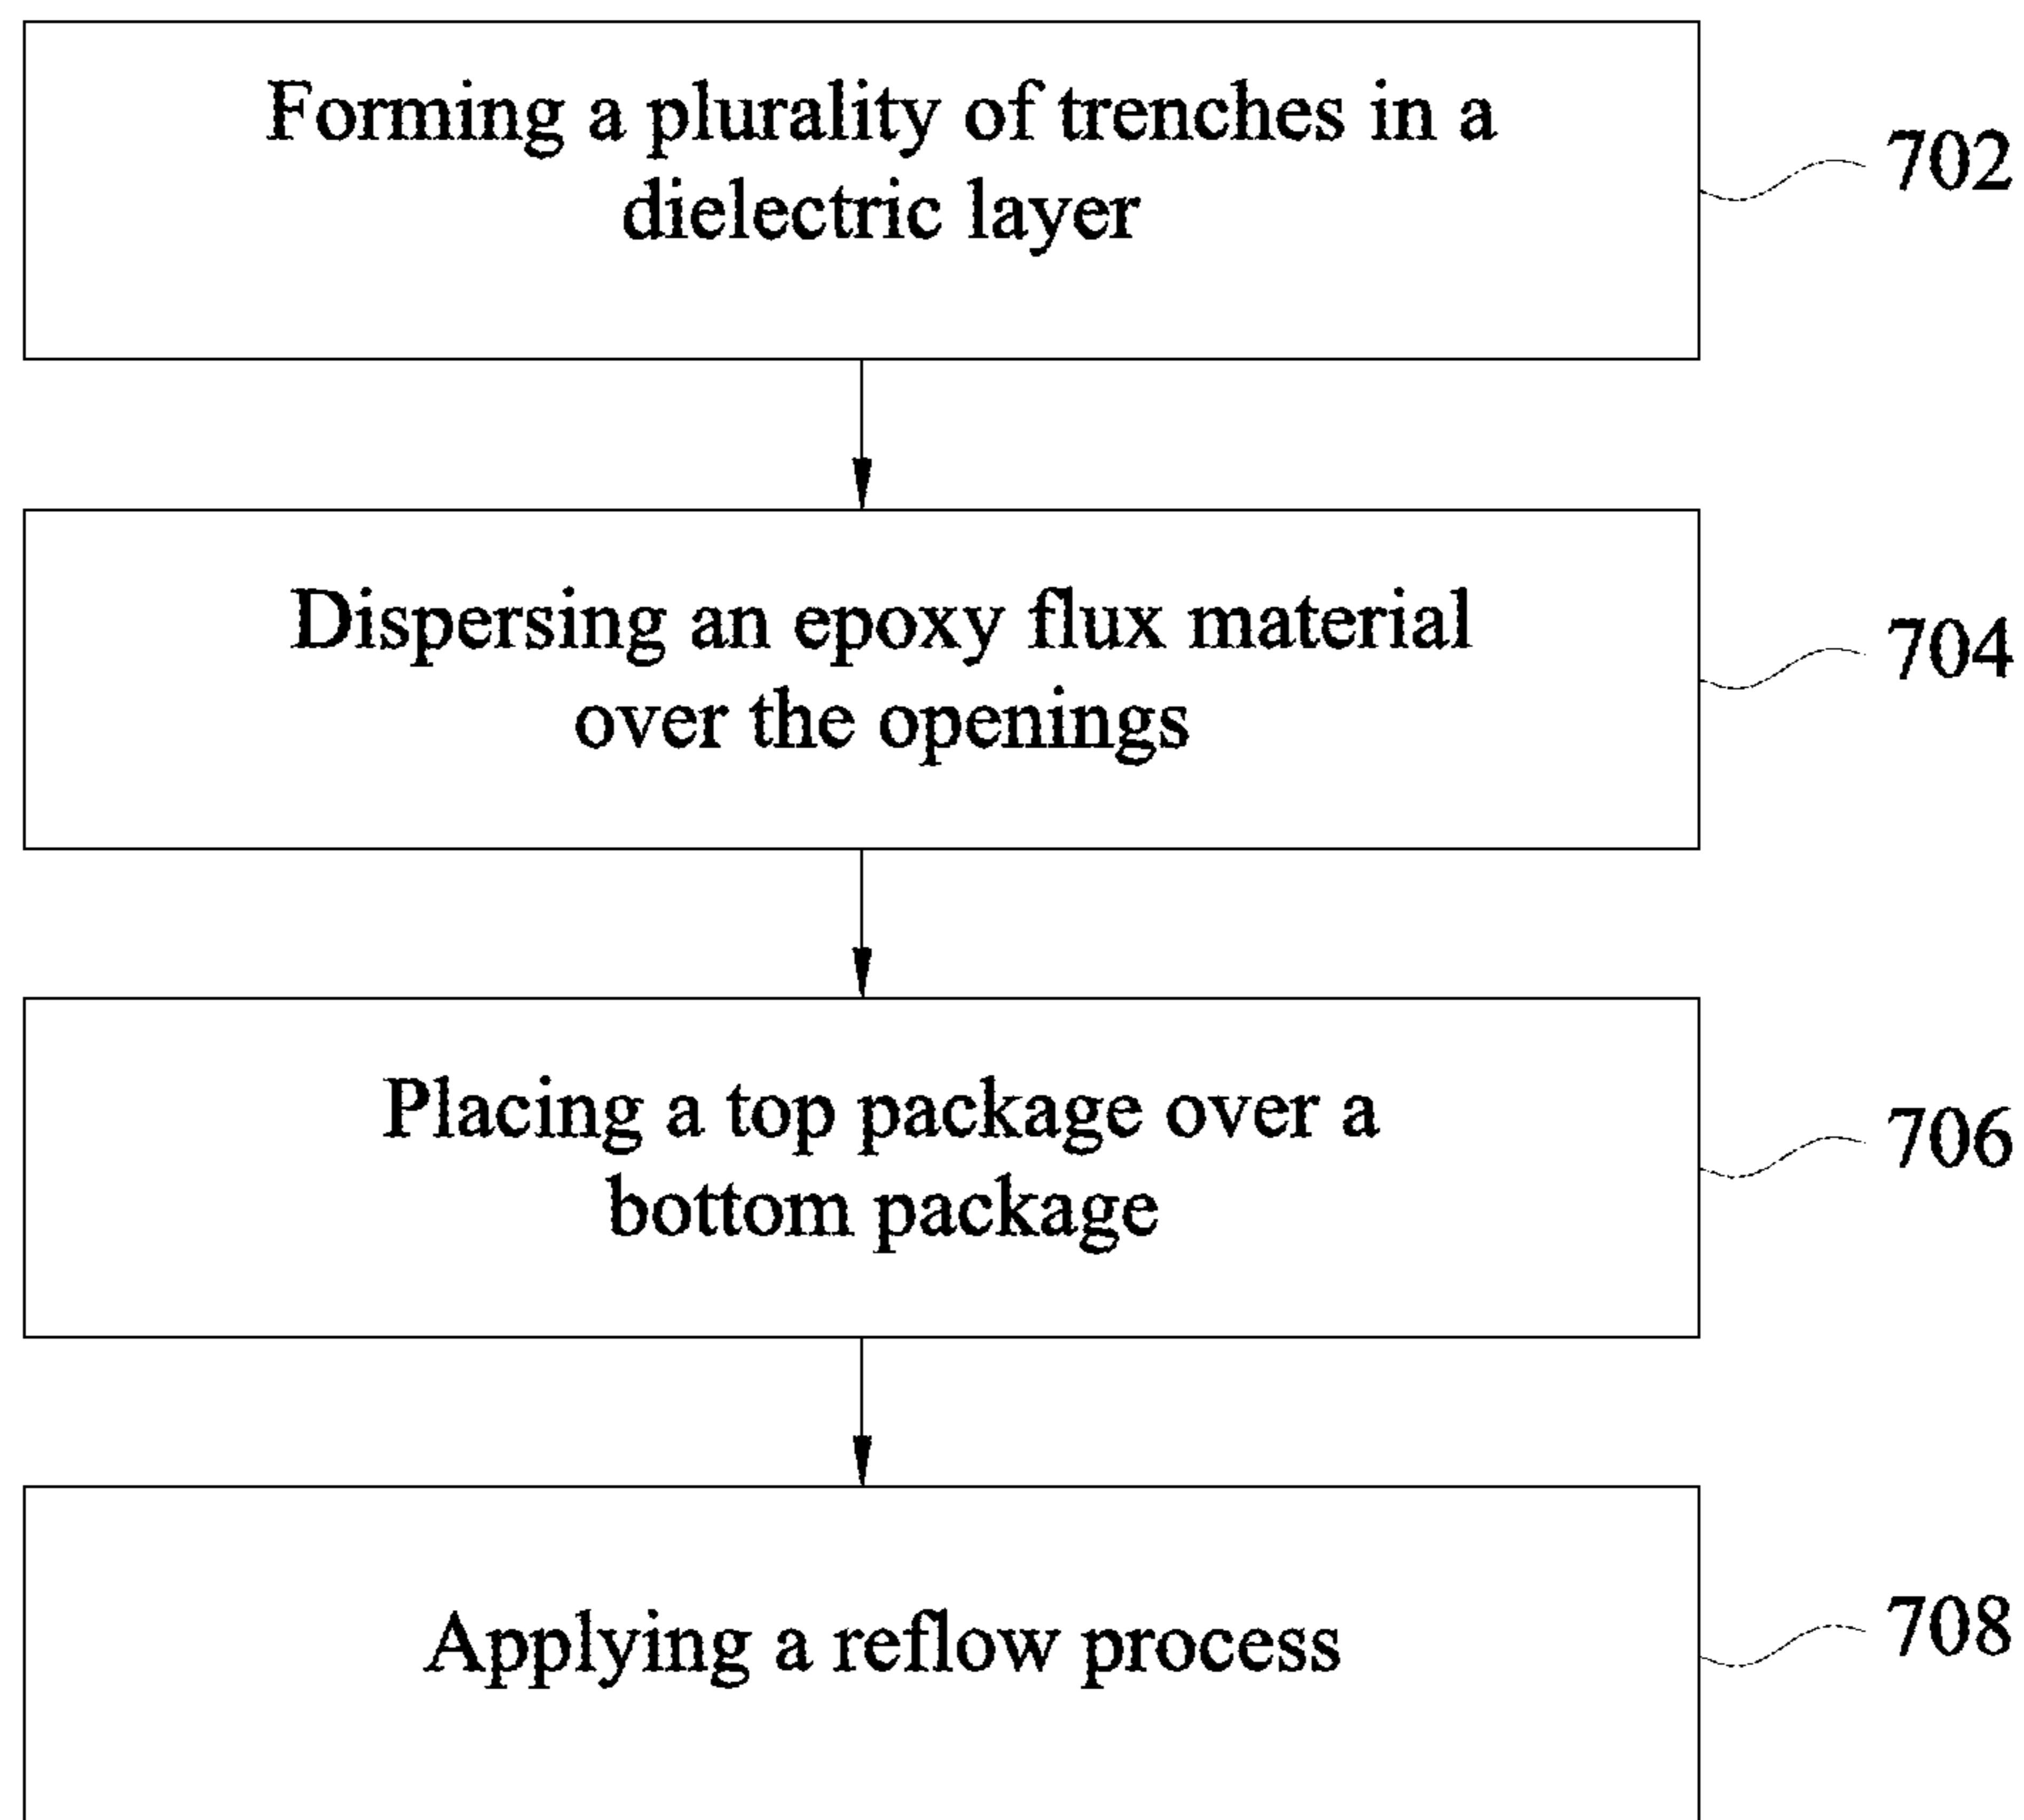 Forming a plurality of trenches in a
dielectric layer
702
Dispersing an epoxy flux material
over the openings
704
Placing a top package over a
bottom package
706
Applying a reflow process
708